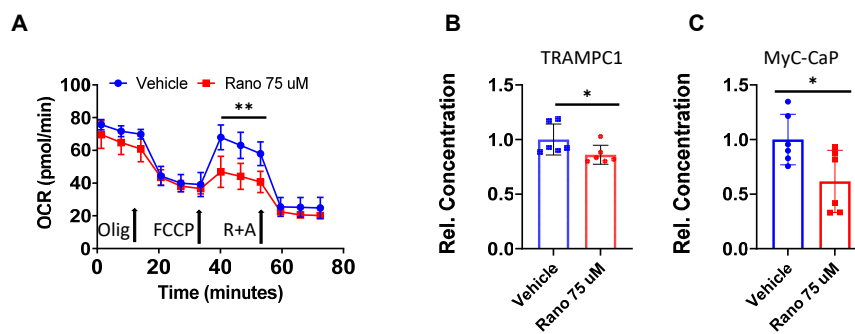 A
Vehicle
Rano 75 uM
**
OCR (pmol/min)
100
80
60
40
20
0
Olig
FCCP
R+A
0
20
40
60
80
Time (minutes)
B
TRAMPC1
*
Rel. Concentration
1.5
1.0
0.5
0.0
Vehicle
Rano 75 uM
C
MyC-CaP
*
Rel. Concentration
1.5
1.0
0.5
0.0
Vehicle
Rano 75 uM